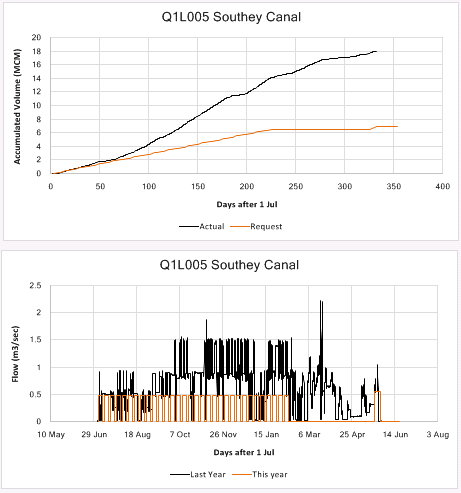 Q1L005 Southey Canal
Accumulated Volume (MCM)
20
18
16
14
12
10
8
6
4
2
0
0 50 100 150 200 250 300 350 400
Days after 1 Jul
Actual Request
Q1L005 Southey Canal
Flow (m3/sec)
2.5
2
1.5
1
0.5
0
10 May 29 Jun 18 Aug 7 Oct 26 Nov 15 Jan 6 Mar 25 Apr 14 Jun 3 Aug
Days after 1 Jul
Last Year This year